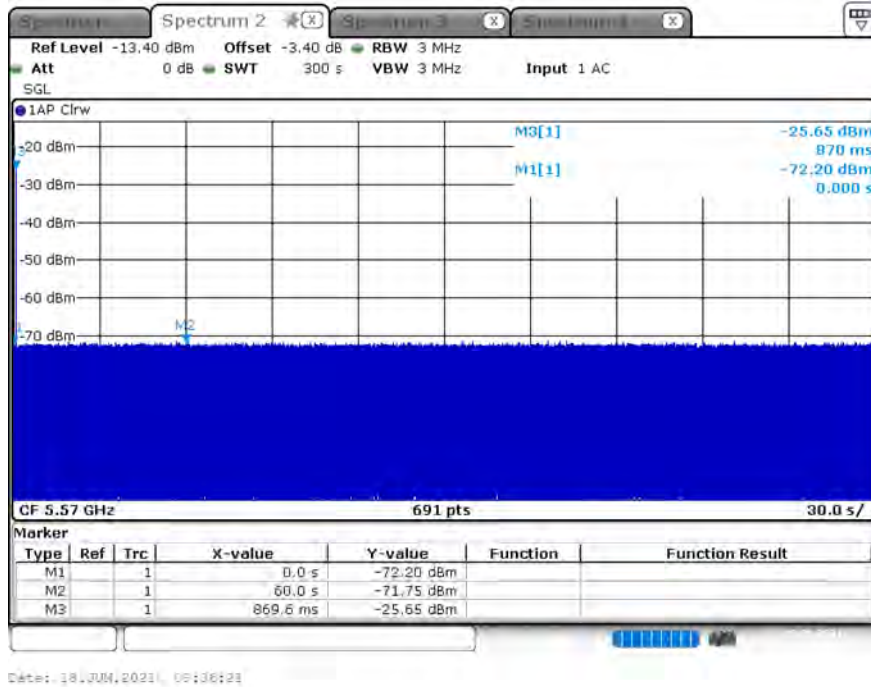 Spectrum 2
Ref Level -13.40 dBm Offset -3.40 dB RBW 3 MHz
Att 0 dB SWT 300 s VBW 3 MHz Input 1 AC
SGL
1AP Clrw
M3[1] -25.65 dBm
870 ms
M1[1] -72.20 dBm
0.000 s
-20 dBm
-30 dBm
-40 dBm
-50 dBm
-60 dBm
M2
-70 dBm
CF 5.57 GHz 691 pts 30.0 s/
Marker
Type Ref Trc X-value Y-value Function Function Result
M1 1 0.0 s -72.20 dBm
M2 1 60.0 s -71.75 dBm
M3 1 869.6 ms -25.65 dBm
Date: 18.JUN.2021